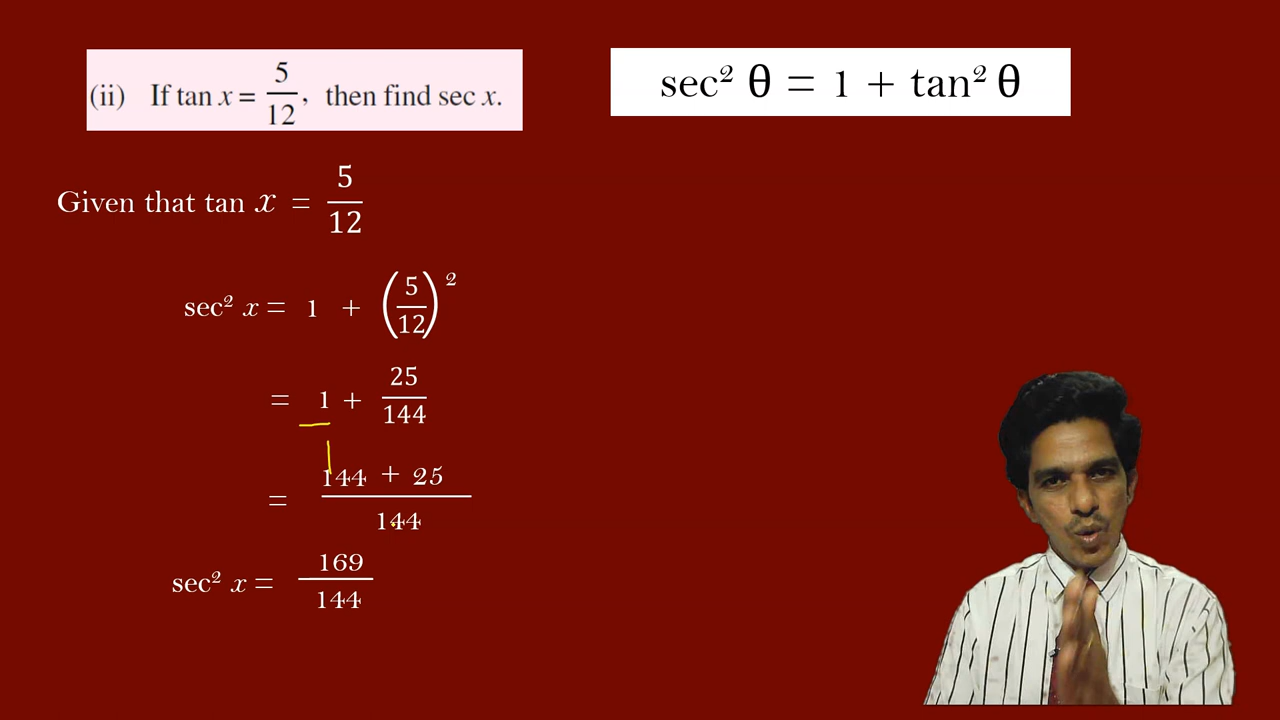 (ii) If tan x = 5/12, then find sec x.
sec² θ = 1 + tan² θ
Given that tan x = 5/12
sec² x = 1 + (5/12)²
= 1 + 25/144
= 144 + 25 / 144
sec² x = 169/144